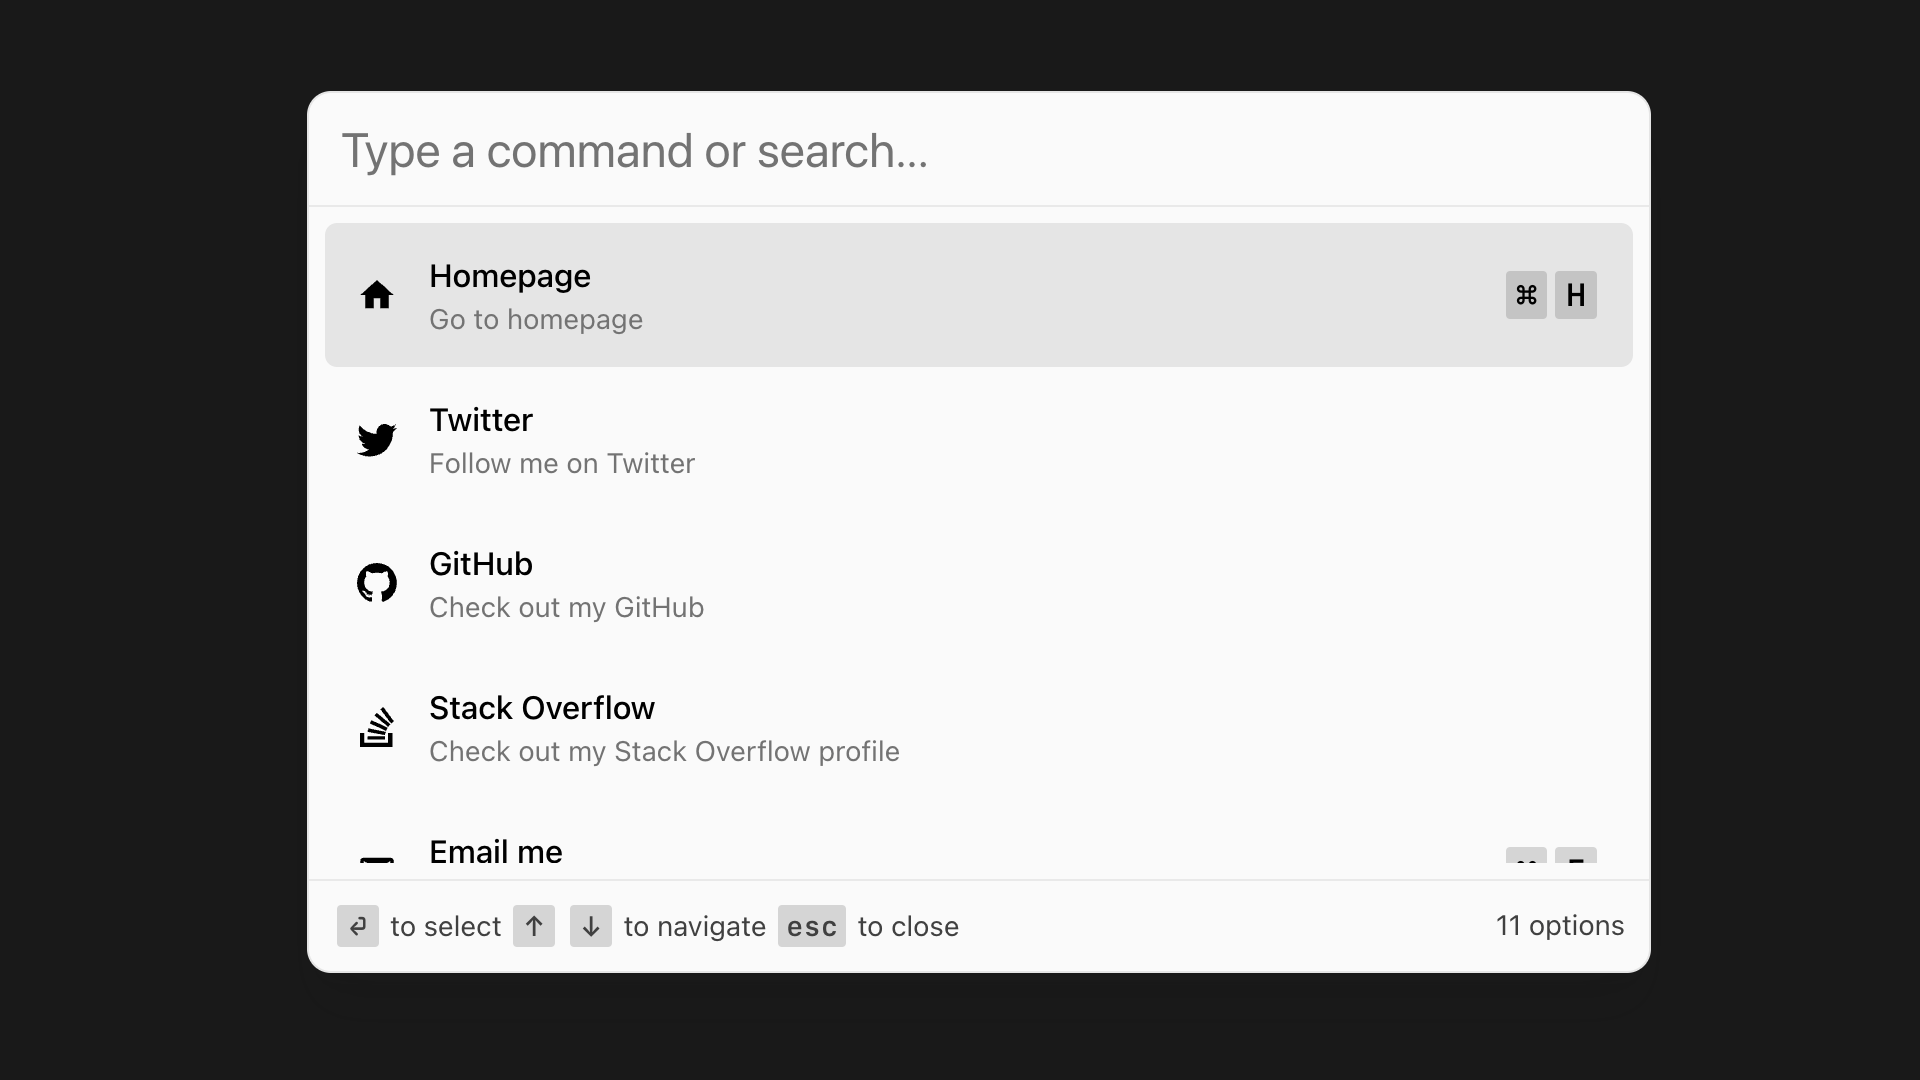 Type a command or search...
Homepage
Go to homepage
⌘ H
Twitter
Follow me on Twitter
GitHub
Check out my GitHub
Stack Overflow
Check out my Stack Overflow profile
Email me
to select ↑ ↓ to navigate esc to close
11 options